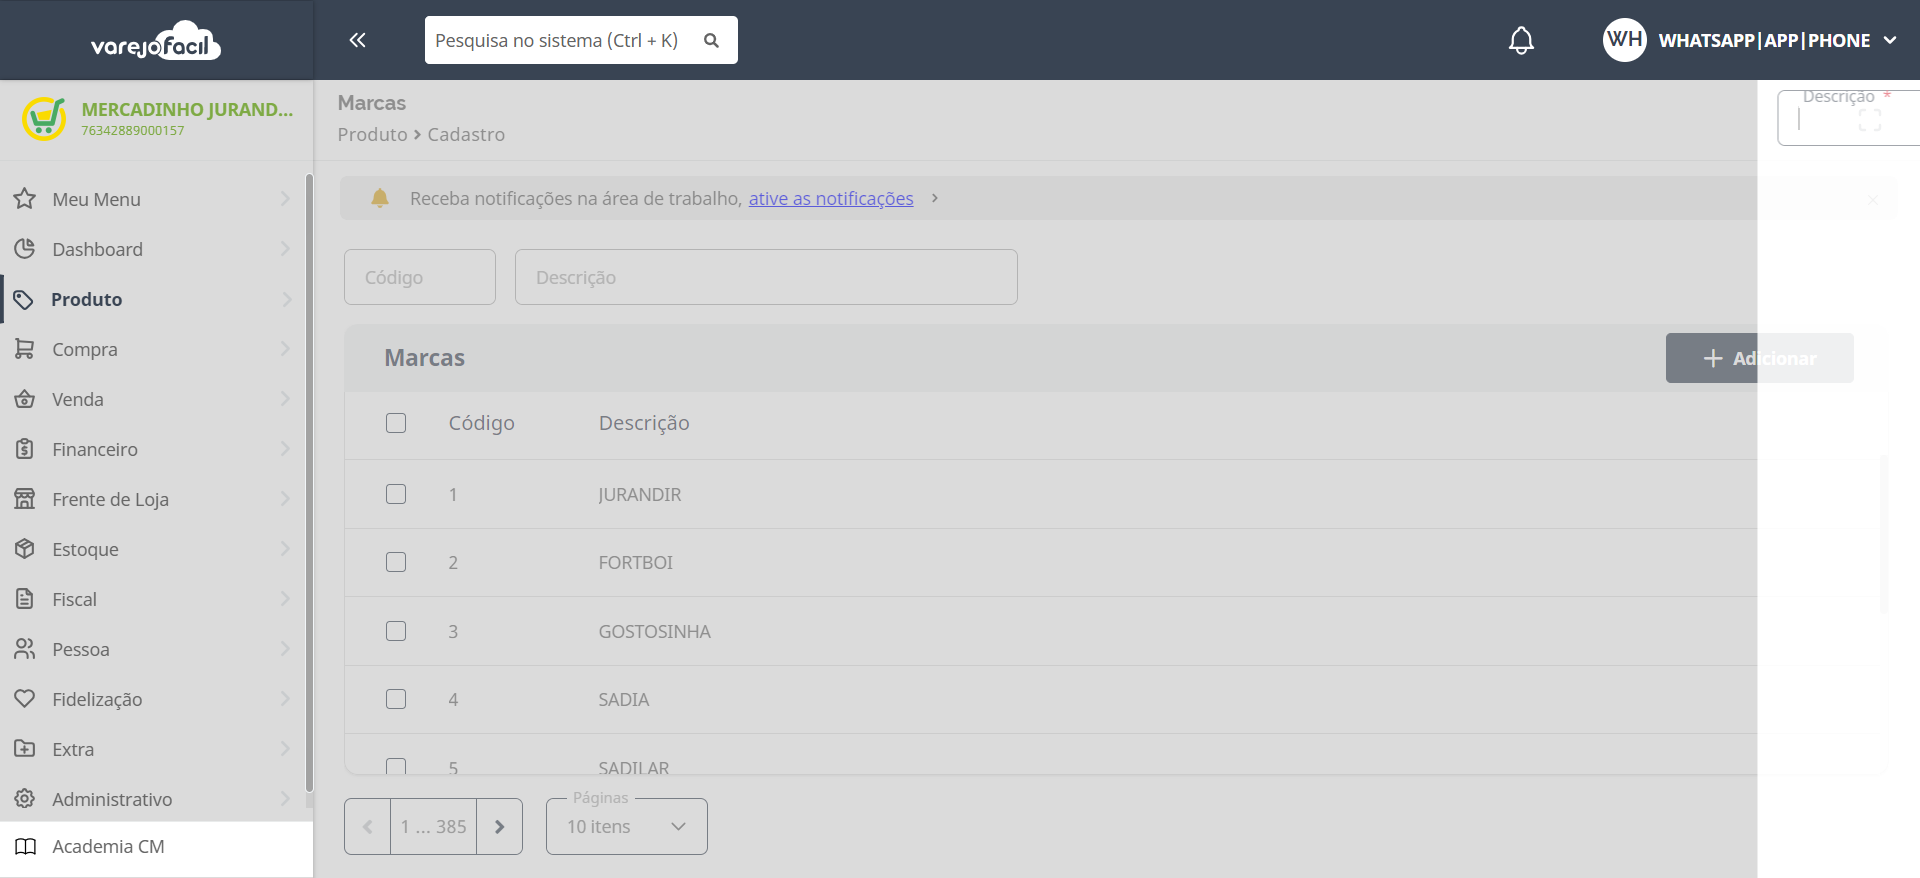 varejofacil
Pesquisa no sistema (Ctrl + K)
WH
WHATSAPP|APP|PHONE
MERCADINHO JURAND...
76342889000157
Meu Menu
Dashboard
Produto
Compra
Venda
Financeiro
Frente de Loja
Estoque
Fiscal
Pessoa
Fidelização
Extra
Administrativo
Academia CM
Marcas
Produto > Cadastro
Receba notificações na área de trabalho, ative as notificações
Código
Descrição
Marcas
Adicionar
Código Descrição
1 JURANDIR
2 FORTBOI
3 GOSTOSINHA
4 SADIA
5 SADILAR
1 ... 385
Páginas
10 itens
Descrição *